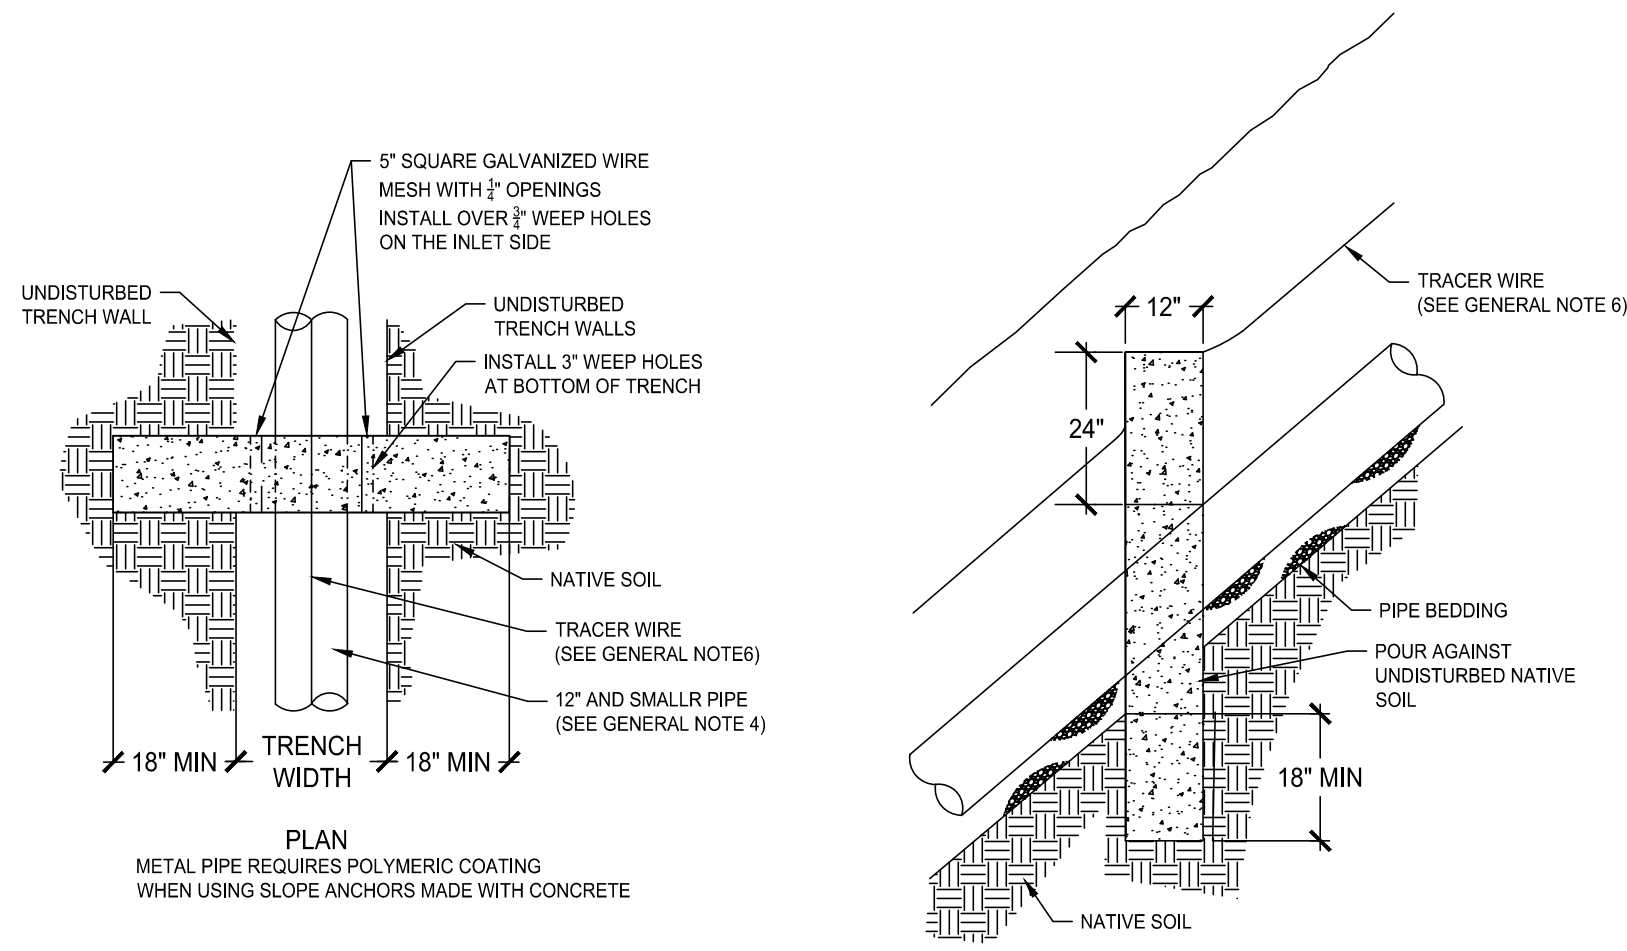 5" SQUARE GALVANIZED WIRE
MESH WITH 1/4" OPENINGS
INSTALL OVER 3/4" WEEP HOLES
ON THE INLET SIDE
UNDISTURBED
TRENCH WALL
UNDISTURBED
TRENCH WALLS
INSTALL 3" WEEP HOLES
AT BOTTOM OF TRENCH
NATIVE SOIL
TRACER WIRE
(SEE GENERAL NOTE6)
12" AND SMALLR PIPE
(SEE GENERAL NOTE 4)
18" MIN
TRENCH
WIDTH
18" MIN
PLAN
METAL PIPE REQUIRES POLYMERIC COATING
WHEN USING SLOPE ANCHORS MADE WITH CONCRETE
TRACER WIRE
(SEE GENERAL NOTE 6)
12"
24"
PIPE BEDDING
POUR AGAINST
UNDISTURBED NATIVE
SOIL
18" MIN
NATIVE SOIL